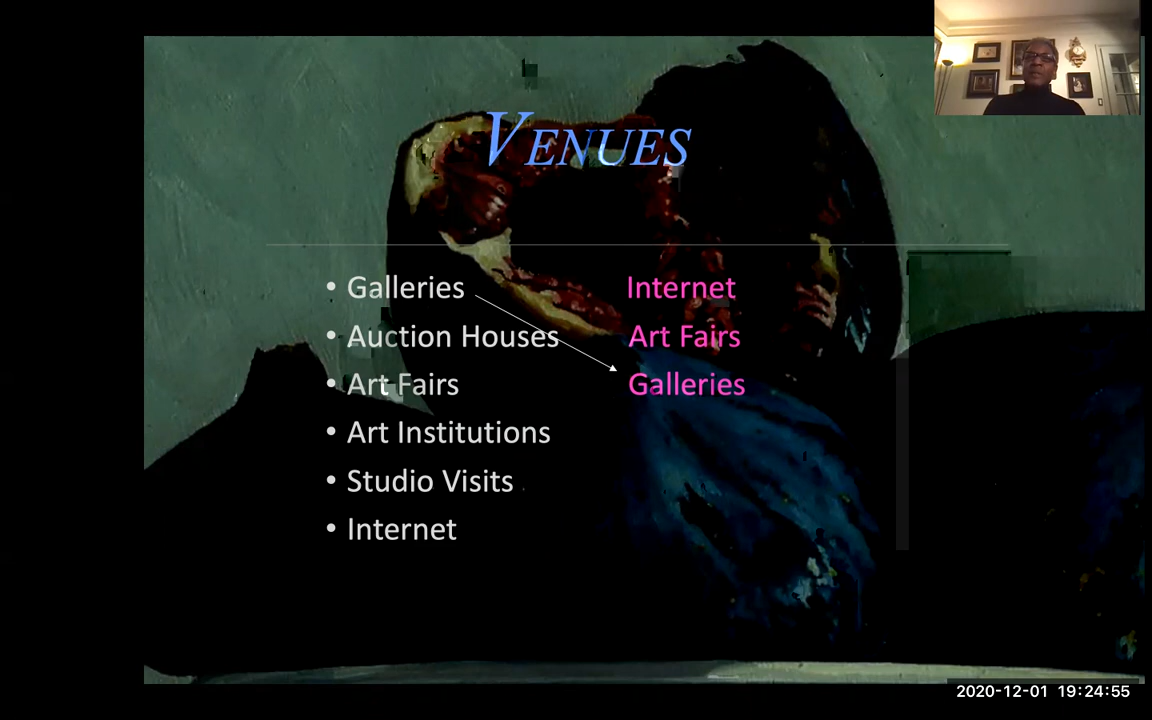 VENUES
• Galleries
• Auction Houses
• Art Fairs
• Art Institutions
• Studio Visits
• Internet
Internet
Art Fairs
Galleries
2020-12-01 19:24:55